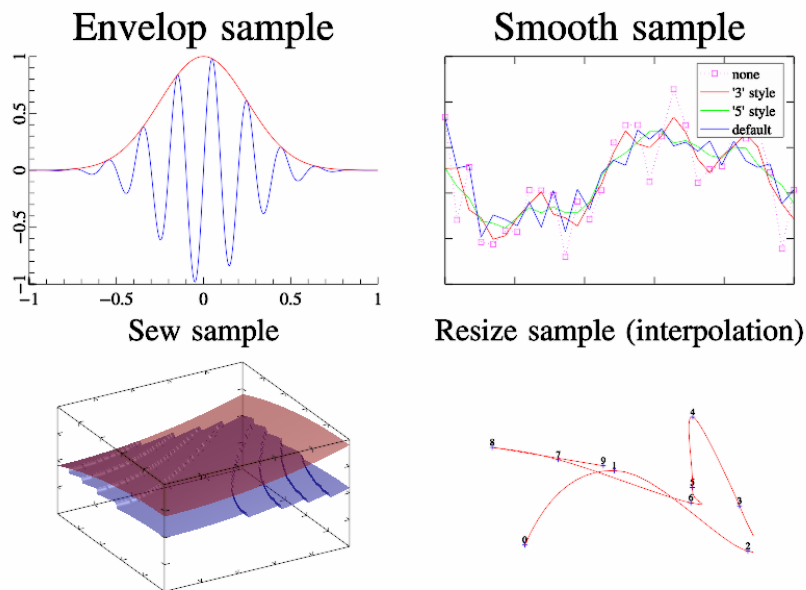 Envelop sample
1
0.5
0
−0.5
−1
−1
−0.5
0
0.5
1
Smooth sample
none
'3' style
'5' style
default
Sew sample
Resize sample (interpolation)
4
8
7
9
1
5
6
3
0
2